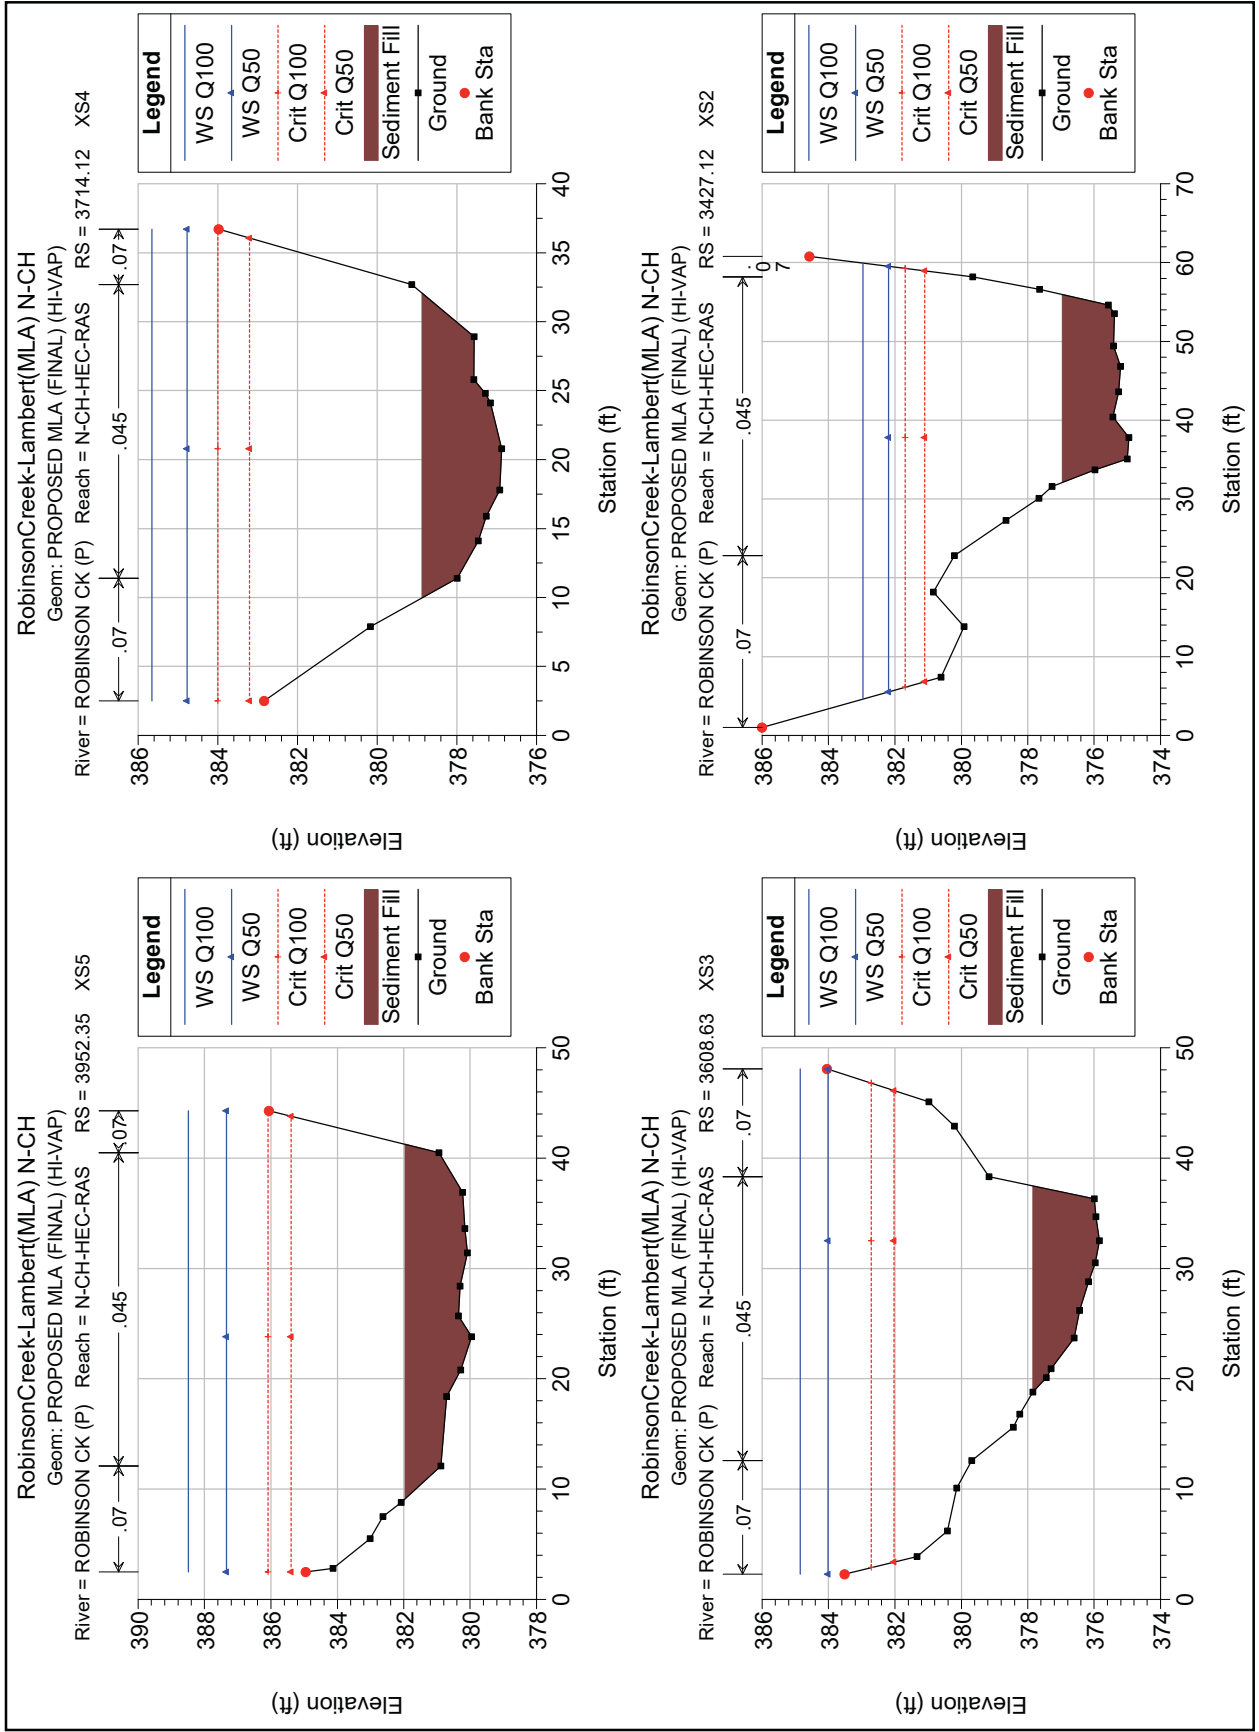 RobinsonCreek-Lambert(MLA) N-CH
Geom: PROPOSED MLA (FINAL) (HI-VAP)
River = ROBINSON CK (P) Reach = N-CH-HEC-RAS RS = 3952.35 XS5
.07
.045
.07
390
388
386
384
382
380
378
Elevation (ft)
0
10
20
30
40
50
Station (ft)
Legend
WS Q100
WS Q50
Crit Q100
Crit Q50
Sediment Fill
Ground
Bank Sta
RobinsonCreek-Lambert(MLA) N-CH
Geom: PROPOSED MLA (FINAL) (HI-VAP)
River = ROBINSON CK (P) Reach = N-CH-HEC-RAS RS = 3714.12 XS4
.07
.045
.07
386
384
382
380
378
376
Elevation (ft)
0
5
10
15
20
25
30
35
40
Station (ft)
Legend
WS Q100
WS Q50
Crit Q100
Crit Q50
Sediment Fill
Ground
Bank Sta
RobinsonCreek-Lambert(MLA) N-CH
Geom: PROPOSED MLA (FINAL) (HI-VAP)
River = ROBINSON CK (P) Reach = N-CH-HEC-RAS RS = 3608.63 XS3
.07
.045
.07
386
384
382
380
378
376
374
Elevation (ft)
0
10
20
30
40
50
Station (ft)
Legend
WS Q100
WS Q50
Crit Q100
Crit Q50
Sediment Fill
Ground
Bank Sta
RobinsonCreek-Lambert(MLA) N-CH
Geom: PROPOSED MLA (FINAL) (HI-VAP)
River = ROBINSON CK (P) Reach = N-CH-HEC-RAS RS = 3427.12 XS2
.07
.045
.0
7
386
384
382
380
378
376
374
Elevation (ft)
0
10
20
30
40
50
60
70
Station (ft)
Legend
WS Q100
WS Q50
Crit Q100
Crit Q50
Sediment Fill
Ground
Bank Sta